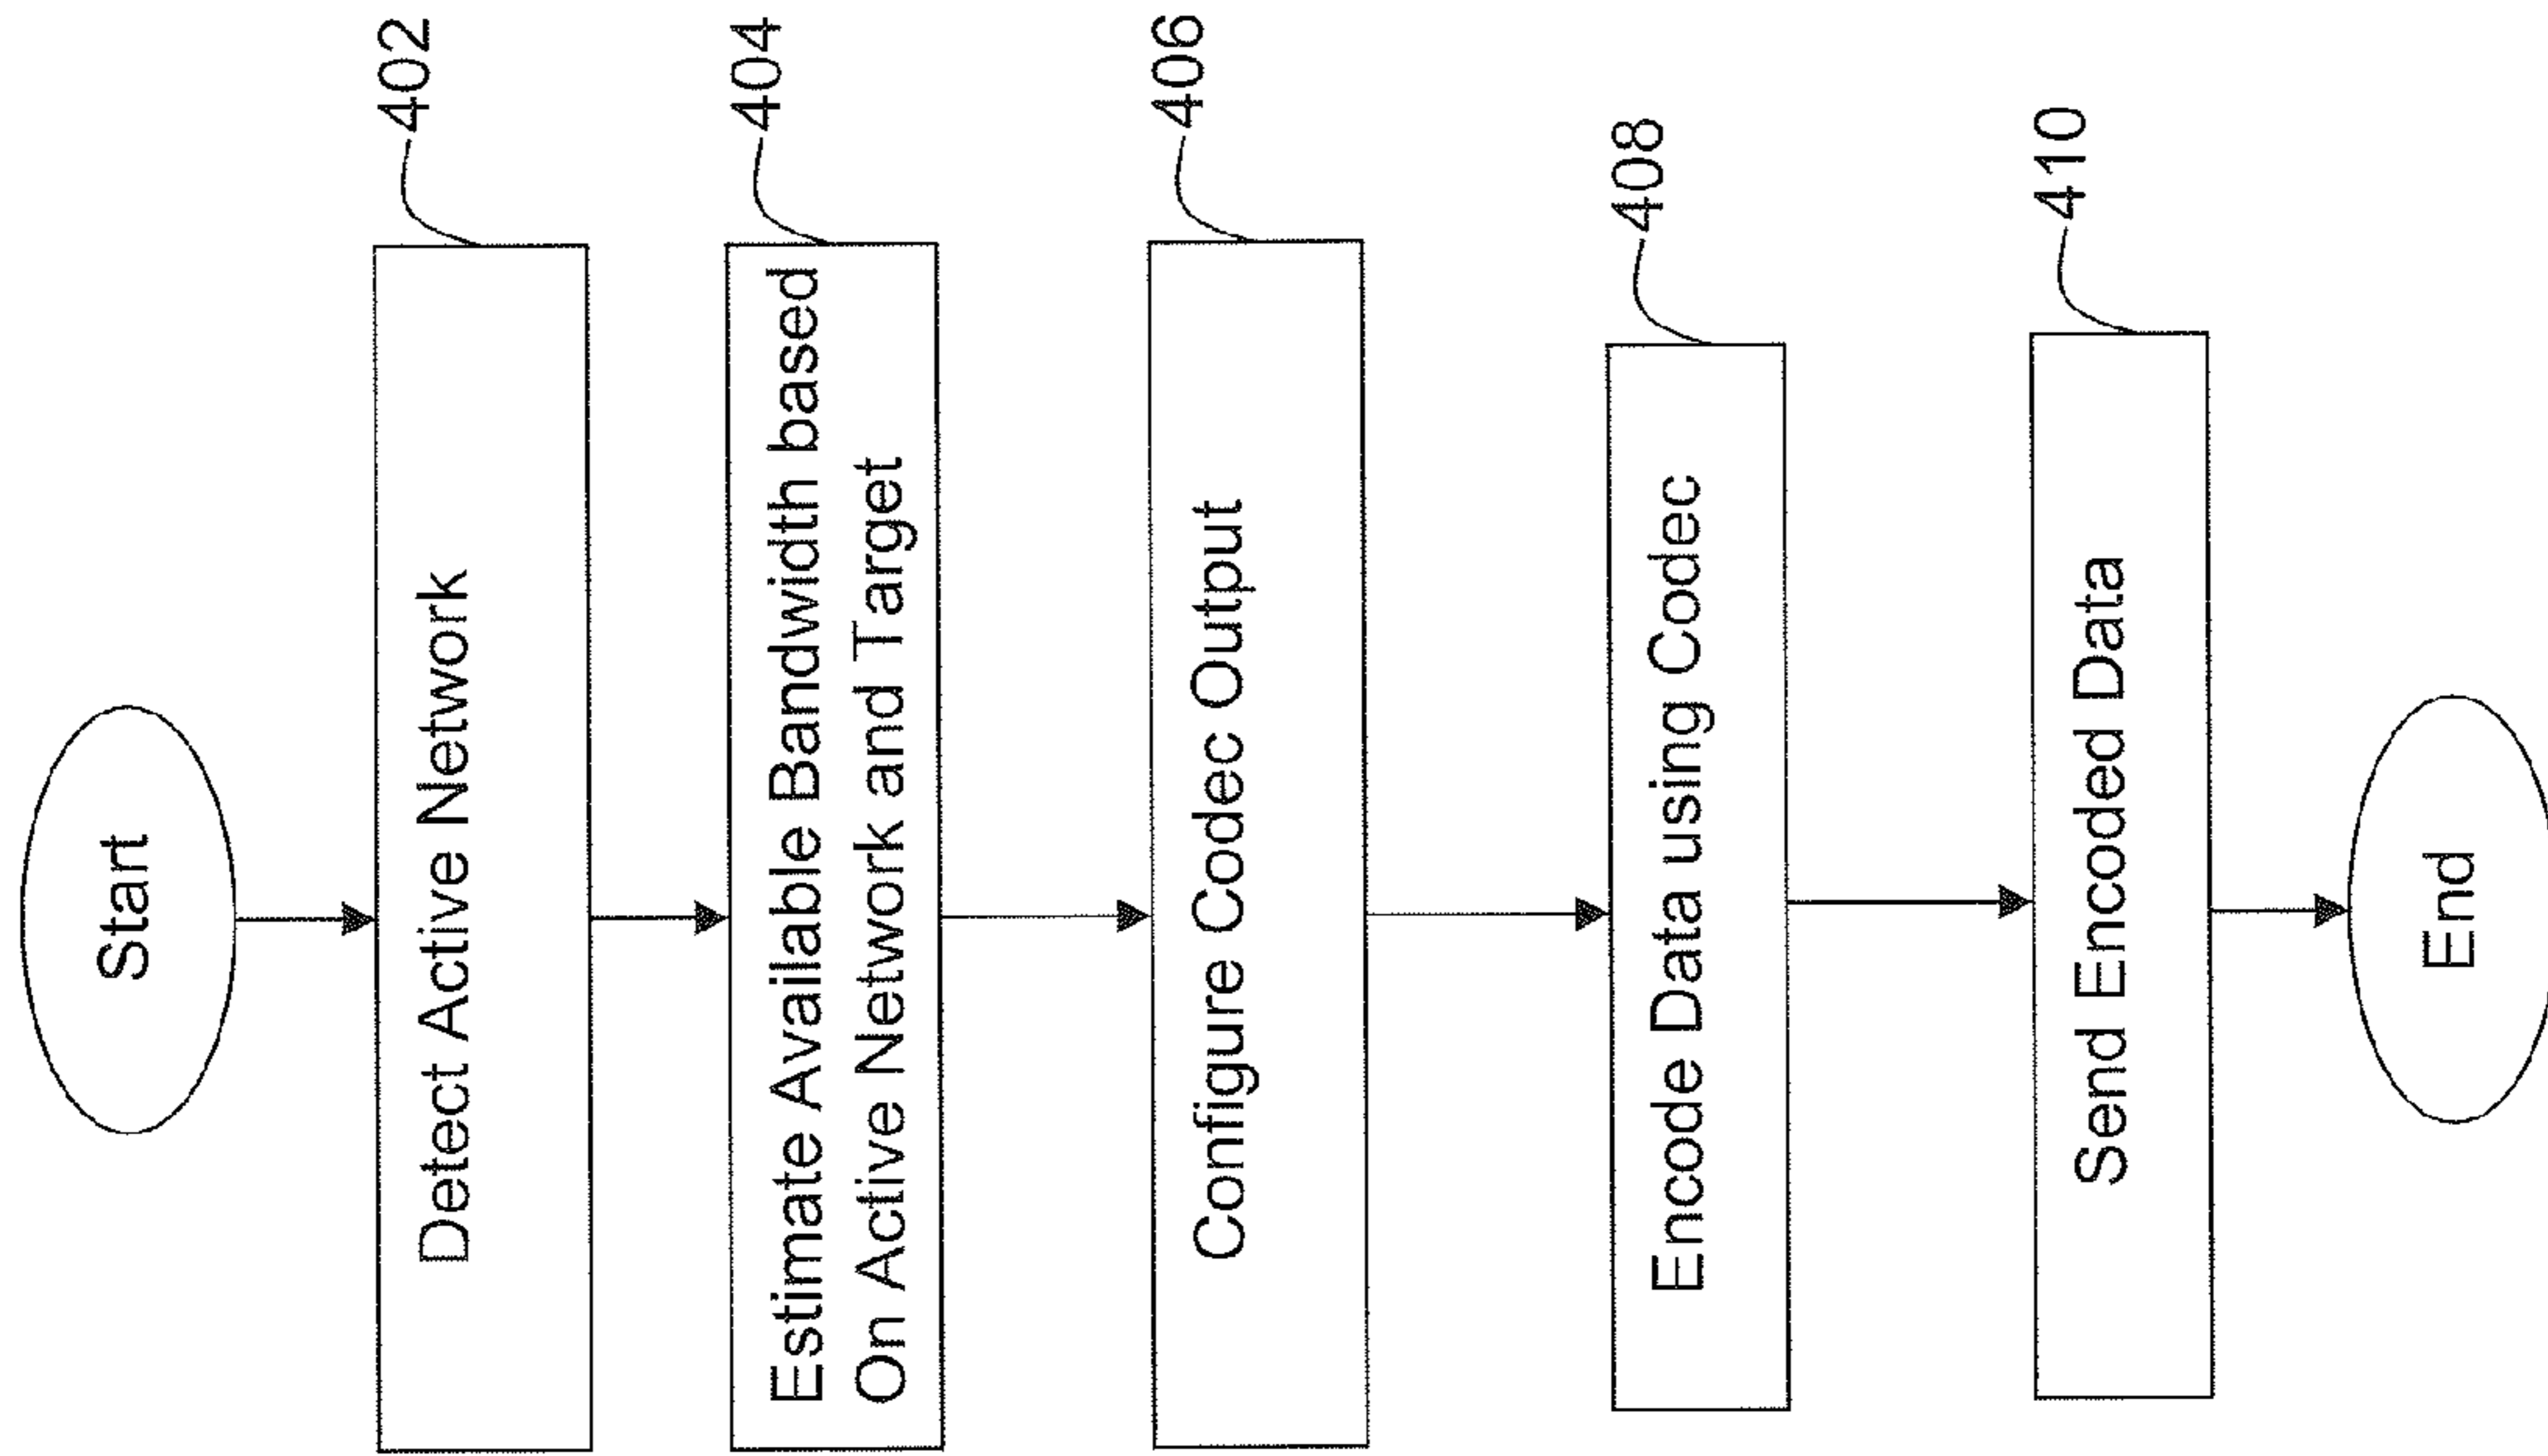 Start
402
Detect Active Network
404
Estimate Available Bandwidth based
On Active Network and Target
406
Configure Codec Output
408
Encode Data using Codec
410
Send Encoded Data
End